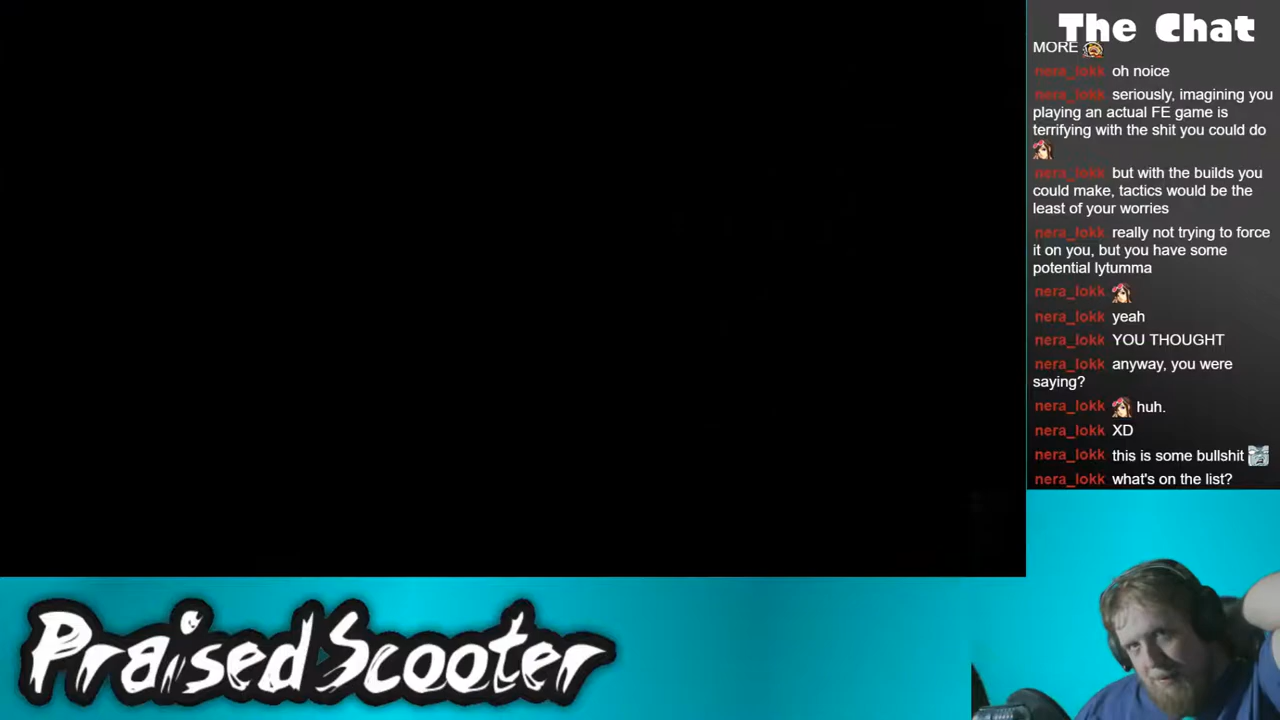 The Chat
MORE
nera_lokk oh noice
nera_lokk seriously, imagining you
playing an actual FE game is
terrifying with the shit you could do
nera_lokk but with the builds you
could make, tactics would be the
least of your worries
nera_lokk really not trying to force
it on you, but you have some
potential lytumma
nera_lokk
nera_lokk yeah
nera_lokk YOU THOUGHT
nera_lokk anyway, you were
saying?
nera_lokk huh.
nera_lokk XD
nera_lokk this is some bullshit
nera_lokk what's on the list?
PraisedScooter